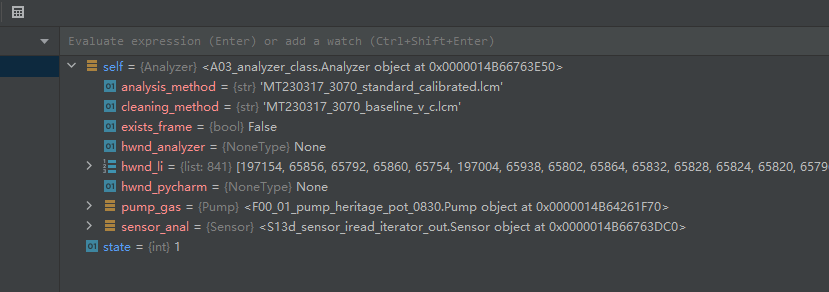 Evaluate expression (Enter) or add a watch (Ctrl+Shift+Enter)
self = {Analyzer} <A03_analyzer_class.Analyzer object at 0x0000014B66763E50>
01 analysis_method = {str} 'MT230317_3070_standard_calibrated.lcm'
01 cleaning_method = {str} 'MT230317_3070_baseline_v_c.lcm'
01 exists_frame = {bool} False
01 hwnd_analyzer = {NoneType} None
hwnd_li = {list: 841} [197154, 65856, 65792, 65860, 65754, 197004, 65938, 65802, 65864, 65832, 65828, 65824, 65820, 6579
01 hwnd_pycharm = {NoneType} None
pump_gas = {Pump} <F00_01_pump_heritage_pot_0830.Pump object at 0x0000014B64261F70>
sensor_anal = {Sensor} <S13d_sensor_iread_iterator_out.Sensor object at 0x0000014B66763DC0>
01 state = {int} 1